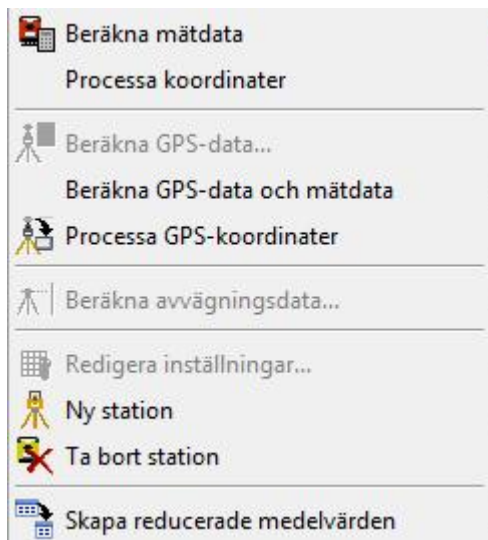 Beräkna mätdata
Processa koordinater
Beräkna GPS-data...
Beräkna GPS-data och mätdata
Processa GPS-koordinater
Beräkna avvägningsdata...
Redigera inställningar...
Ny station
Ta bort station
Skapa reducerade medelvärden